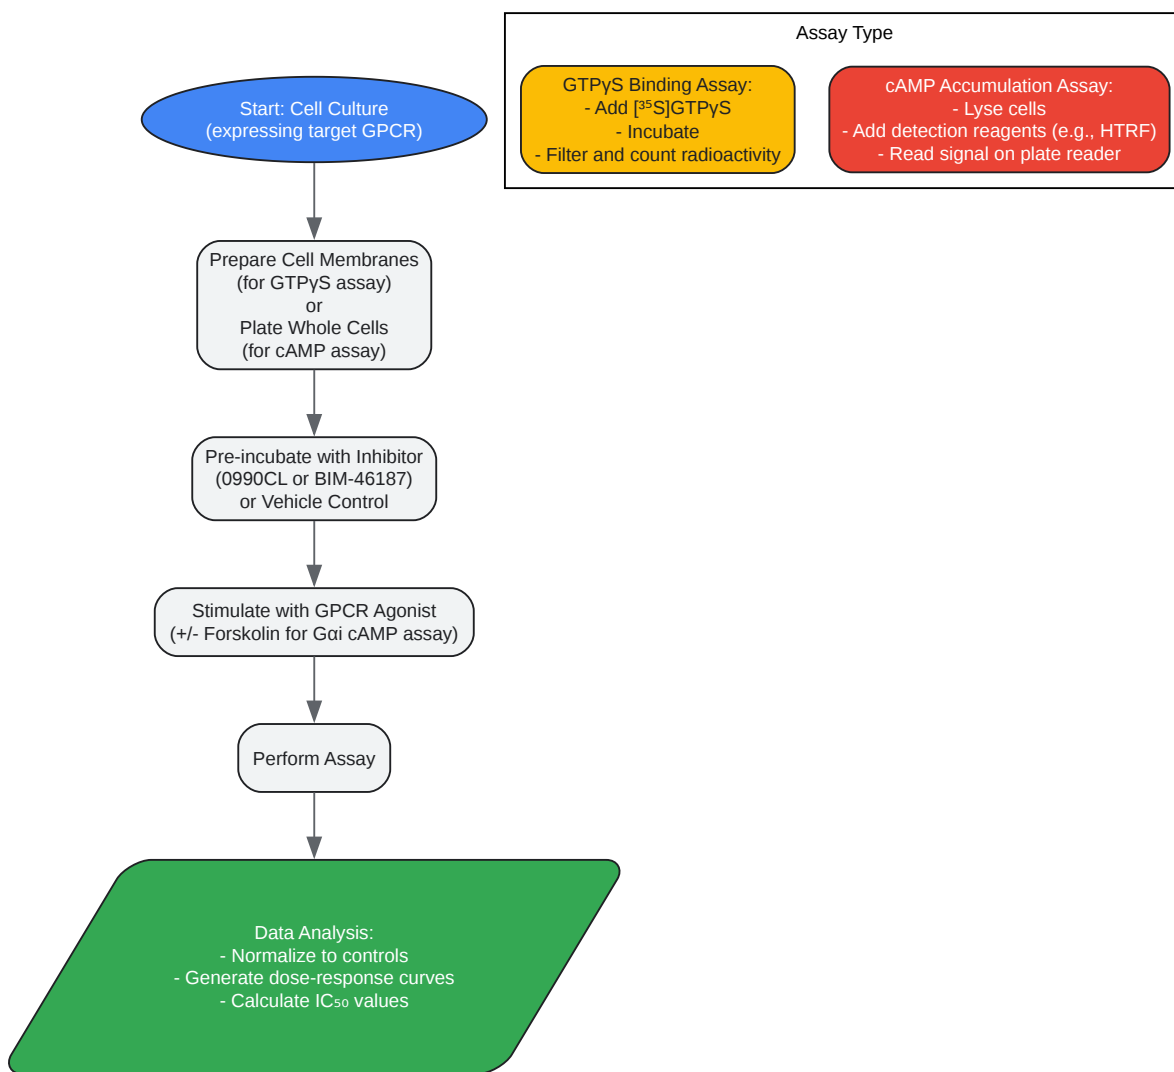 Assay Type
GTPγS Binding Assay:
- Add [³⁵S]GTPγS
- Incubate
- Filter and count radioactivity
cAMP Accumulation Assay:
- Lyse cells
- Add detection reagents (e.g., HTRF)
- Read signal on plate reader
Start: Cell Culture
(expressing target GPCR)
Prepare Cell Membranes
(for GTPγS assay)
or
Plate Whole Cells
(for cAMP assay)
Pre-incubate with Inhibitor
(0990CL or BIM-46187)
or Vehicle Control
Stimulate with GPCR Agonist
(+/- Forskolin for Gαi cAMP assay)
Perform Assay
Data Analysis:
- Normalize to controls
- Generate dose-response curves
- Calculate IC₅₀ values